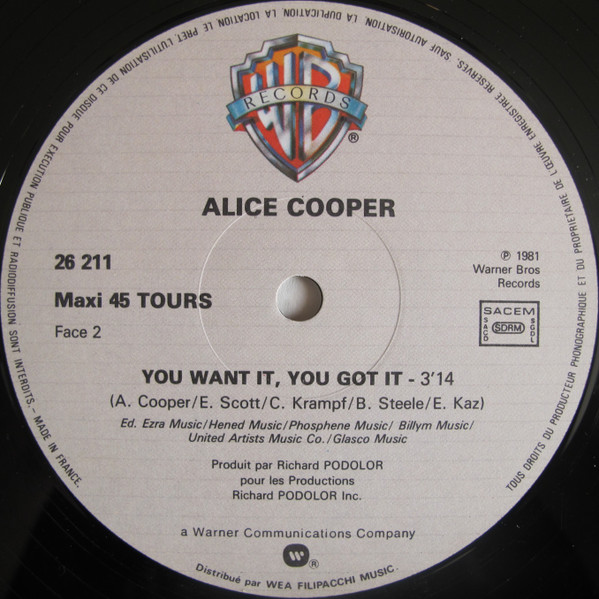 TOUS DROITS DU PRODUCTEUR PHONOGRAPHIQUE ET DU PROPRIETAIRE DE L'ŒUVRE ENREGISTREE RESERVES. SAUF AUTORISATION, LA DUPLICATION, LA LOCATION, LE PRET, L'UTILISATION DE CE DISQUE POUR EXECUTION PUBLIQUE ET RADIODIFFUSION SONT INTERDITS. - MADE IN FRANCE.
WB
RECORDS
®
ALICE COOPER
26 211
Maxi 45 TOURS
Face 2
℗ 1981
Warner Bros
Records
SACEM
SACD
SDRM
SGDL
YOU WANT IT, YOU GOT IT - 3'14
(A. Cooper/E. Scott/C. Krampf/B. Steele/E. Kaz)
Ed. Ezra Music/Hened Music/Phosphene Music/ Billym Music/
United Artists Music Co./Glasco Music
Produit par Richard PODOLOR
pour les Productions
Richard PODOLOR Inc.
a Warner Communications Company
®
Distribué par WEA FILIPACCHI MUSIC.